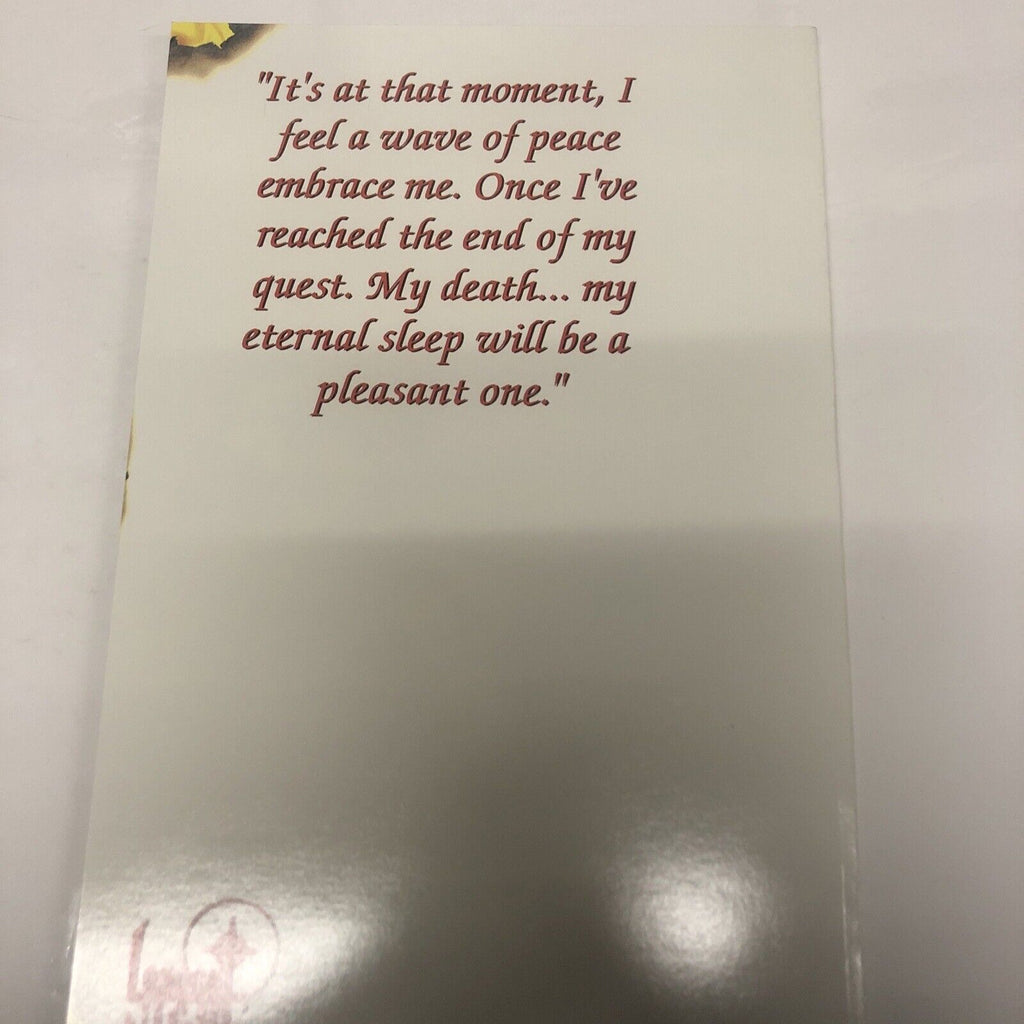 "It's at that moment, I
feel a wave of peace
embrace me. Once I've
reached the end of my
quest. My death... my
eternal sleep will be a
pleasant one."